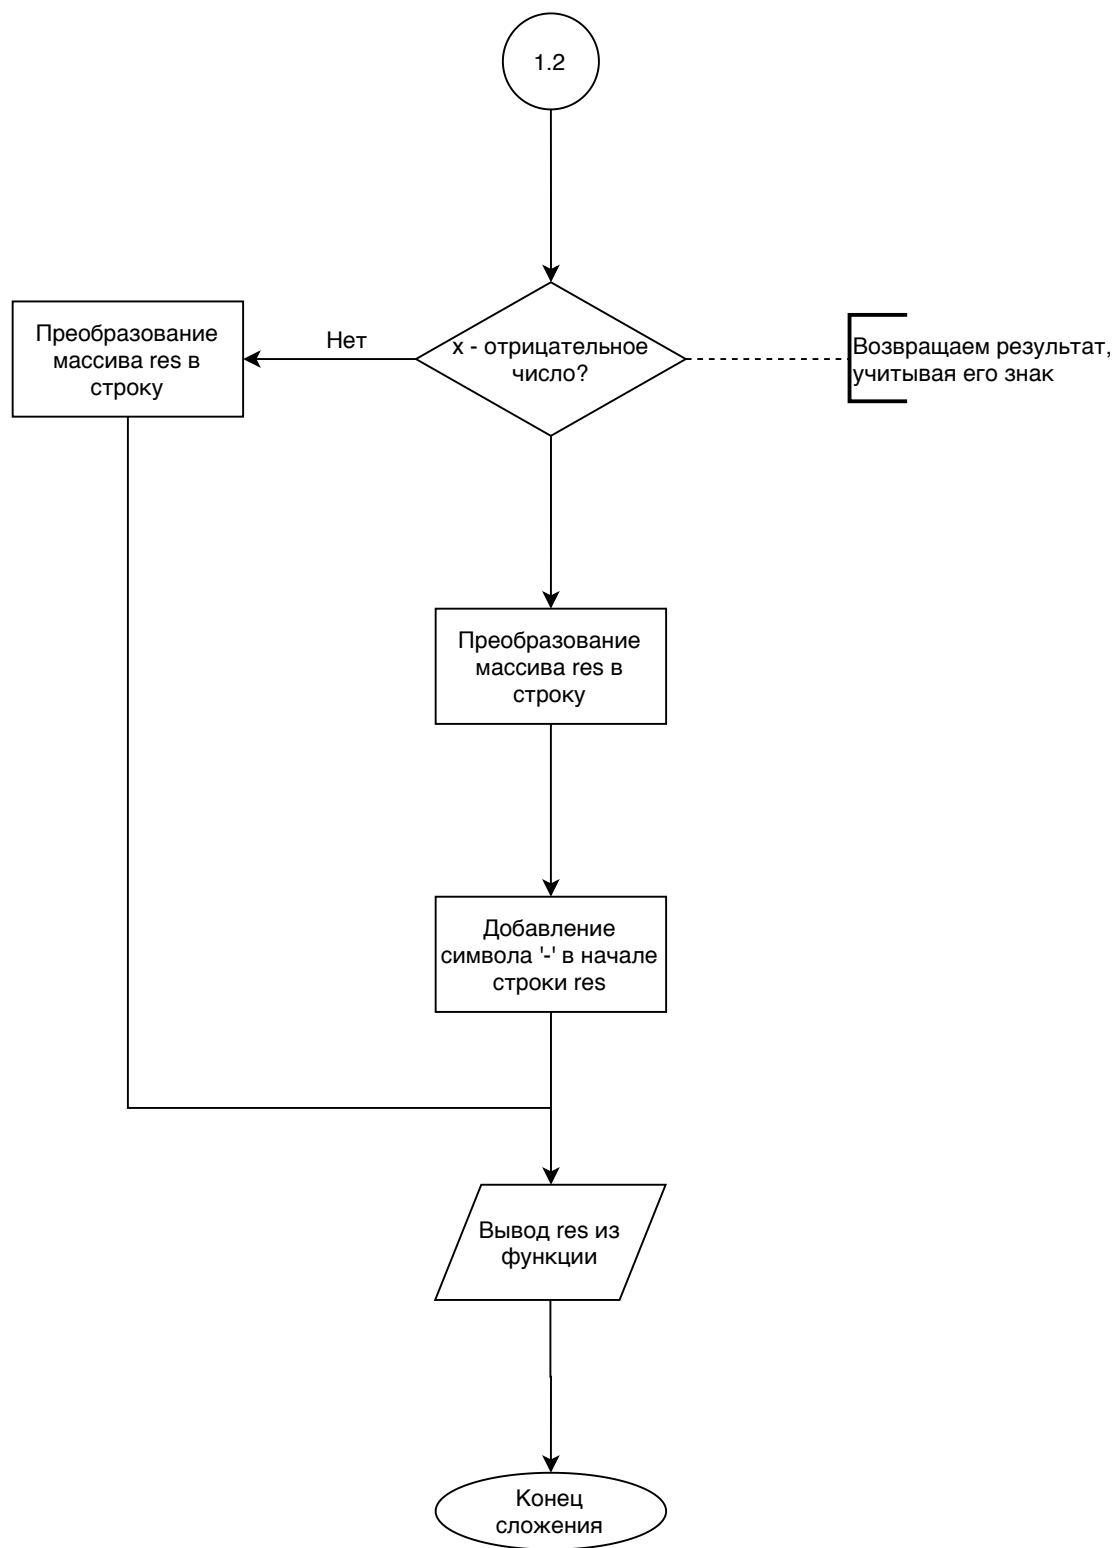 1.2
Преобразование
массива res в
строку
Нет
x - отрицательное
число?
Возвращаем результат,
учитывая его знак
Преобразование
массива res в
строку
Добавление
символа '-' в начале
строки res
Вывод res из
функции
Конец
сложения